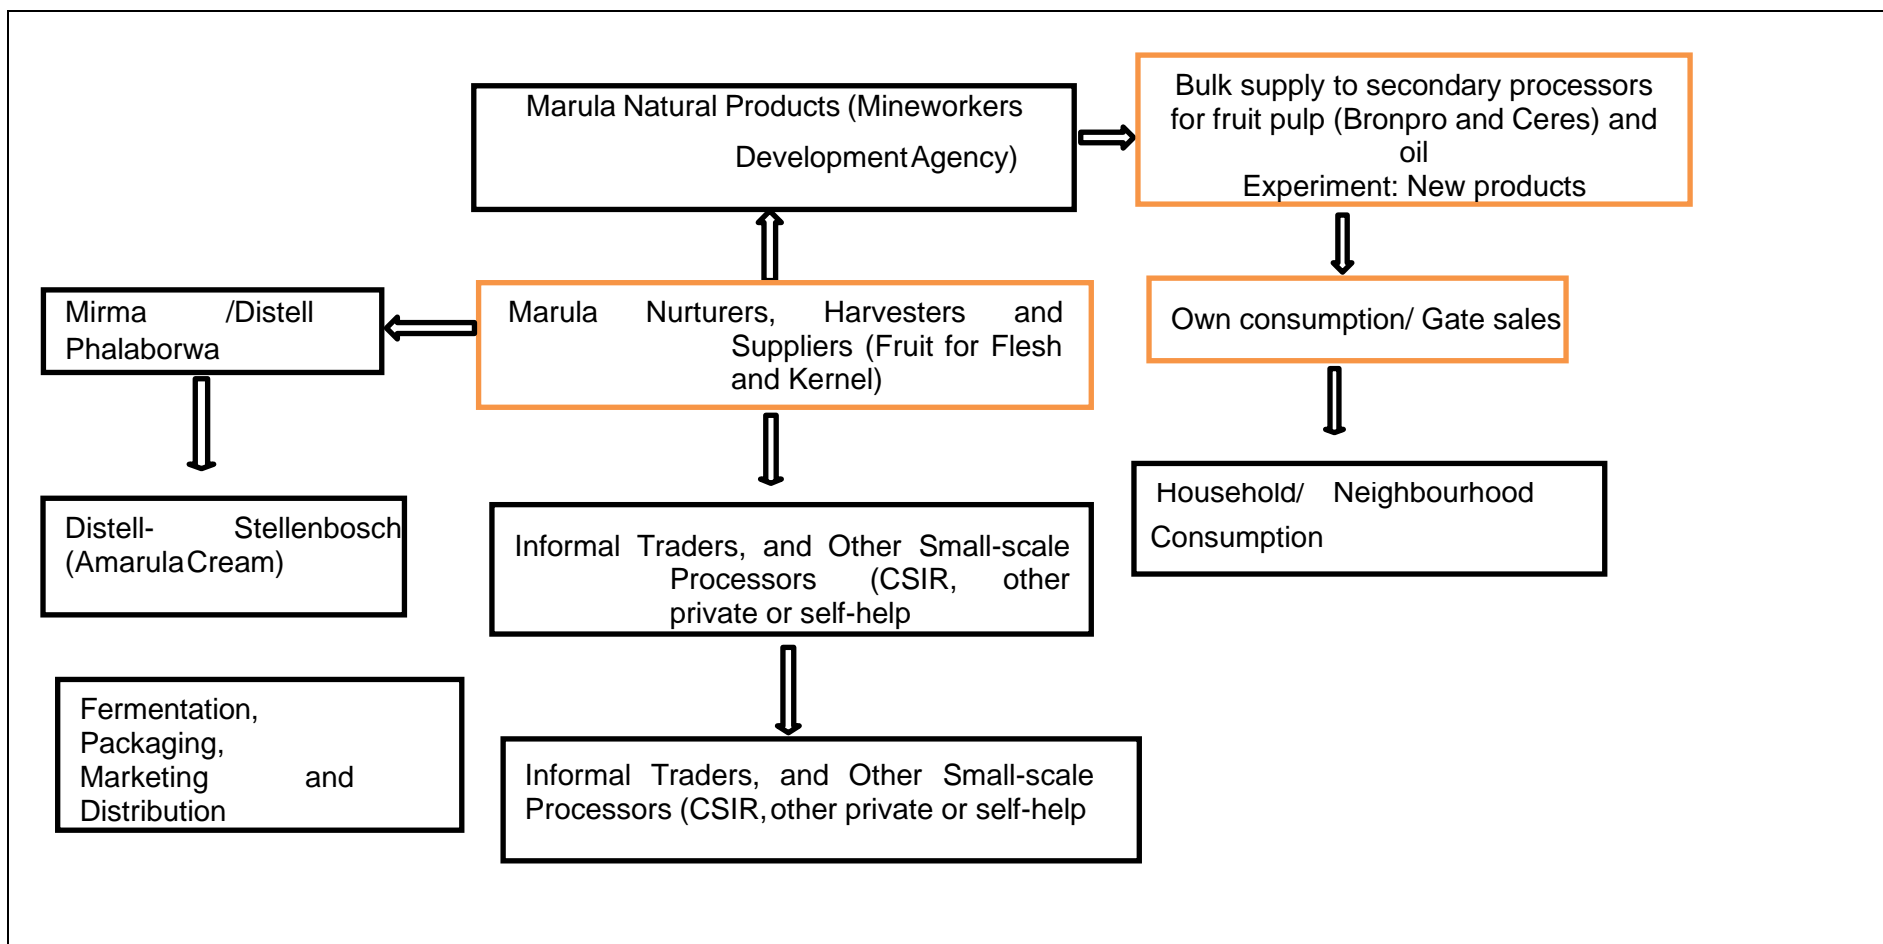 Marula Natural Products (Mineworkers
Development Agency)
Bulk supply to secondary processors
for fruit pulp (Bronpro and Ceres) and
oil
Experiment: New products
Mirma /Distell
Phalaborwa
Marula Nurturers, Harvesters and
Suppliers (Fruit for Flesh
and Kernel)
Own consumption/ Gate sales
Distell- Stellenbosch
(Amarula Cream)
Informal Traders, and Other Small-scale
Processors (CSIR, other
private or self-help
Household/ Neighbourhood
Consumption
Fermentation,
Packaging,
Marketing and
Distribution
Informal Traders, and Other Small-scale
Processors (CSIR, other private or self-help